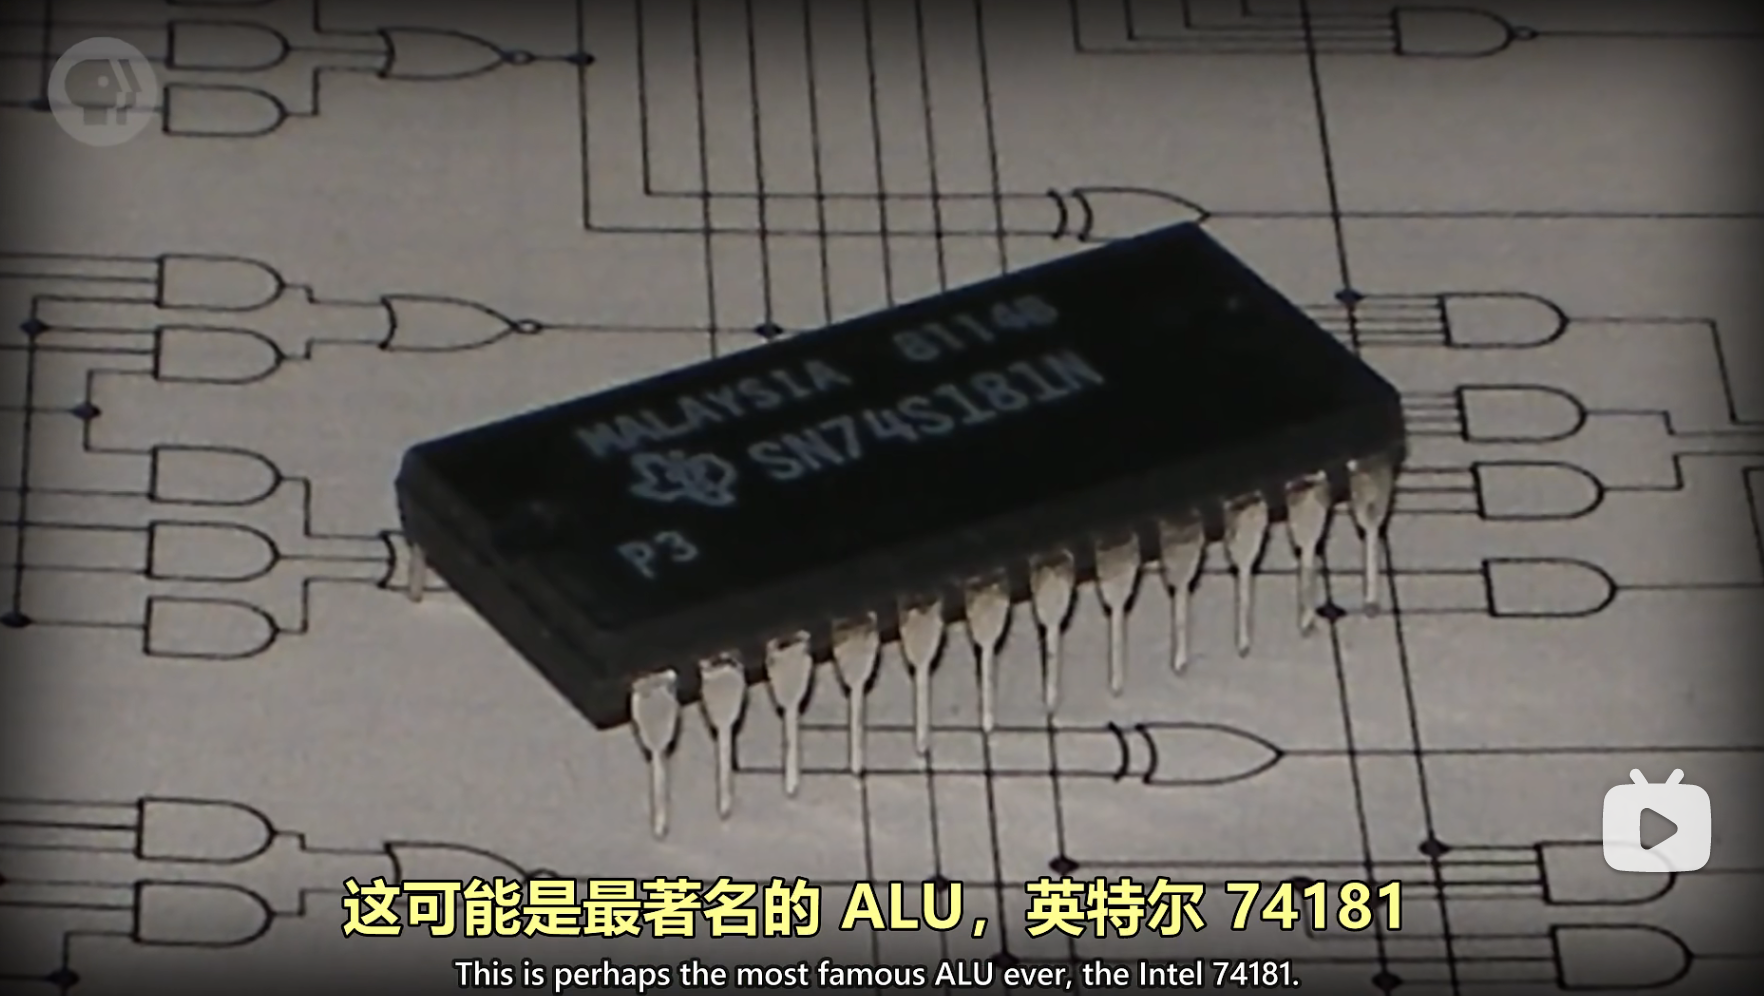 MALAYSIA 8114B
SN74S181N
P3
这可能是最著名的 ALU，英特尔 74181
This is perhaps the most famous ALU ever, the Intel 74181.